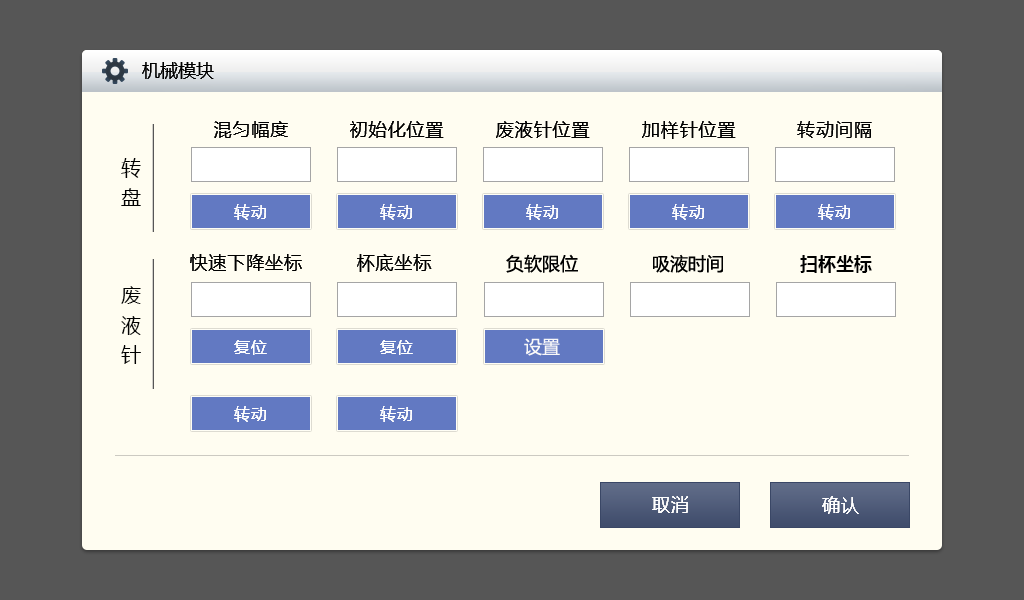 机械模块
转盘
混匀幅度 初始化位置 废液针位置 加样针位置 转动间隔
转动 转动 转动 转动 转动
废液针
快速下降坐标 杯底坐标 负软限位 吸液时间 扫杯坐标
复位 复位 设置
转动 转动
取消 确认